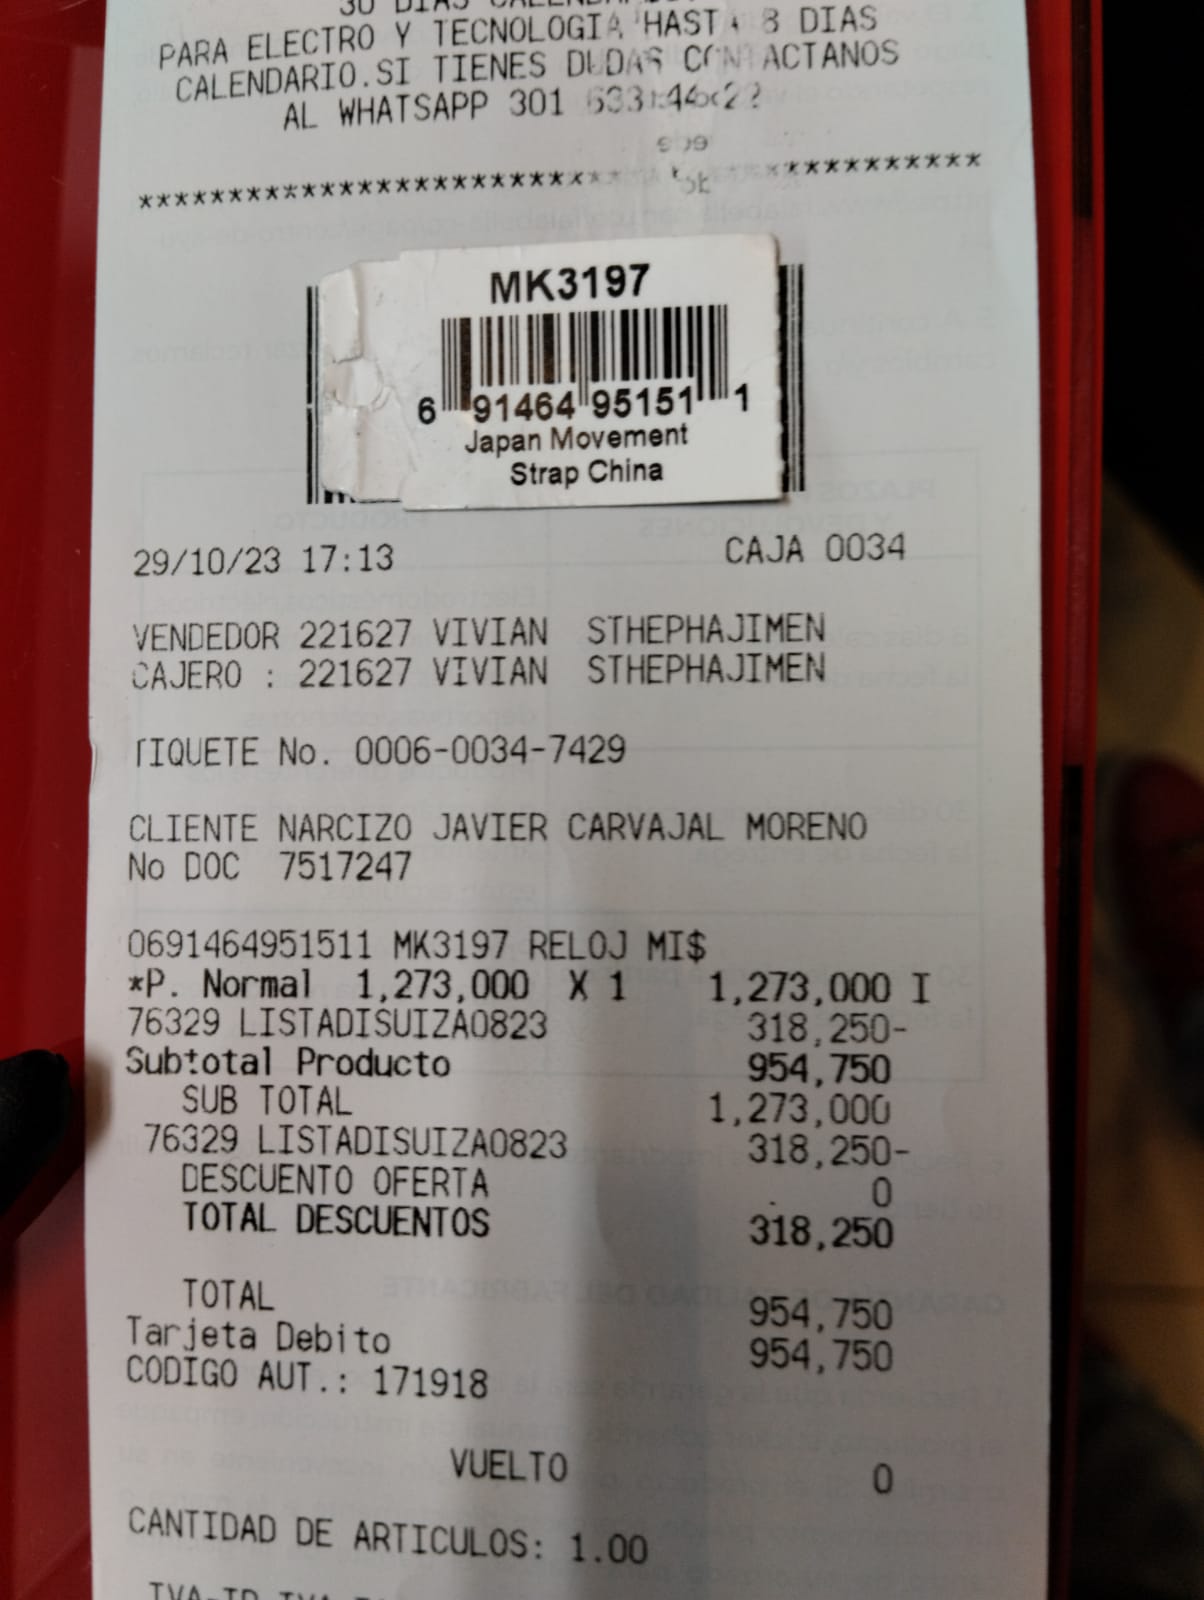 30 DIAS
PARA ELECTRO Y TECNOLOGIA HASTA 8 DIAS
CALENDARIO.SI TIENES DUDAS CONTACTANOS
AL WHATSAPP 301
MK3197
6 91464 95151 1
Japan Movement
Strap China
29/10/23 17:13 CAJA 0034
VENDEDOR 221627 VIVIAN STHEPHAJIMEN
CAJERO : 221627 VIVIAN STHEPHAJIMEN
TIQUETE No. 0006-0034-7429
CLIENTE NARCIZO JAVIER CARVAJAL MORENO
No DOC 7517247
0691464951511 MK3197 RELOJ MI$
*P. Normal 1,273,000 X 1 1,273,000 I
76329 LISTADISUIZA0823 318,250-
Subtotal Producto 954,750
SUB TOTAL 1,273,000
76329 LISTADISUIZA0823 318,250-
DESCUENTO OFERTA 0
TOTAL DESCUENTOS 318,250
TOTAL 954,750
Tarjeta Debito 954,750
CODIGO AUT.: 171918
VUELTO 0
CANTIDAD DE ARTICULOS: 1.00